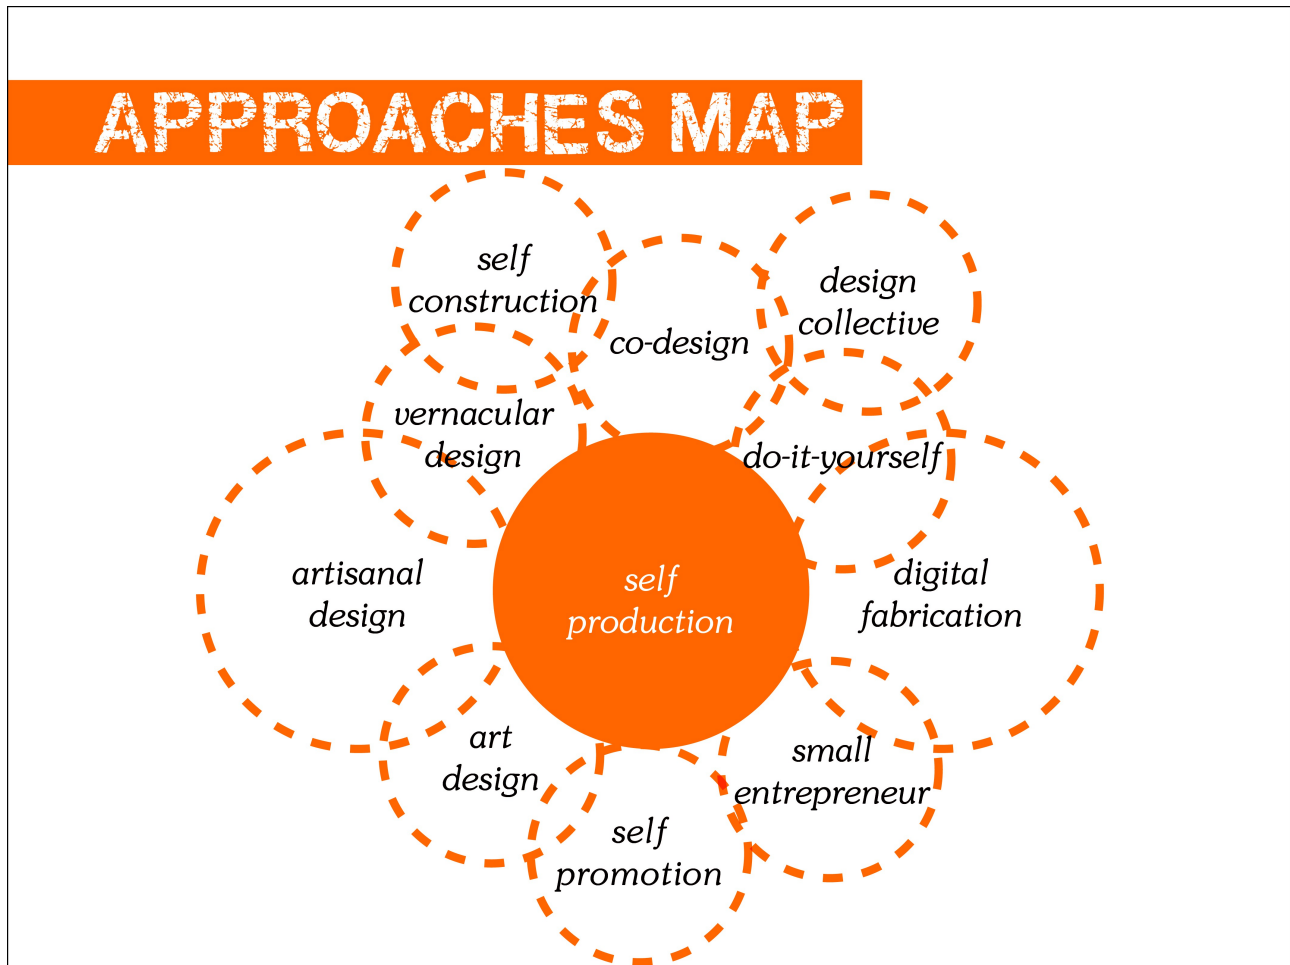 APPROACHES MAP
self
construction
co-design
design
collective
vernacular
design
do-it-yourself
artisanal
design
self
production
digital
fabrication
art
design
small
entrepreneur
self
promotion